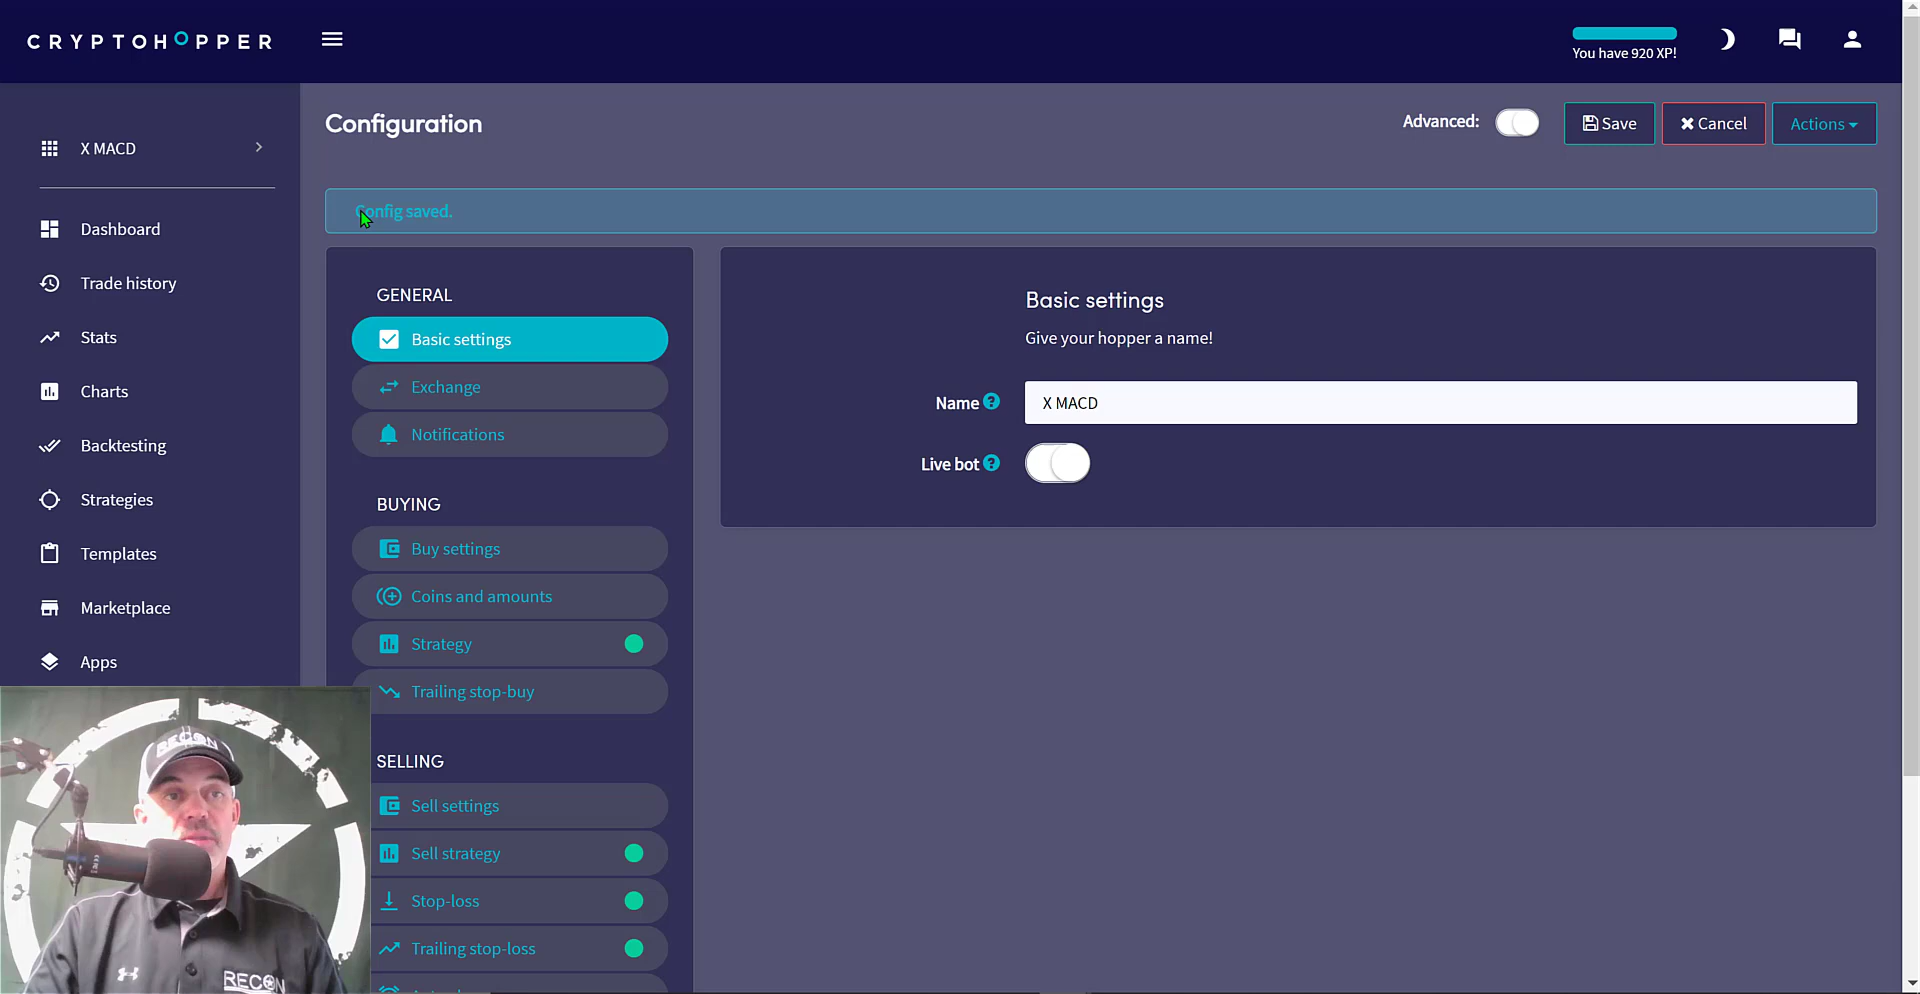 CRYPTOHOPPER
You have 920 XP!
X MACD
Dashboard
Trade history
Stats
Charts
Backtesting
Strategies
Templates
Marketplace
Apps
Configuration
Advanced:
Save
Cancel
Actions
Config saved.
GENERAL
Basic settings
Exchange
Notifications
BUYING
Buy settings
Coins and amounts
Strategy
Trailing stop-buy
SELLING
Sell settings
Sell strategy
Stop-loss
Trailing stop-loss
Basic settings
Give your hopper a name!
Name ?
X MACD
Live bot ?
RECON
RECON